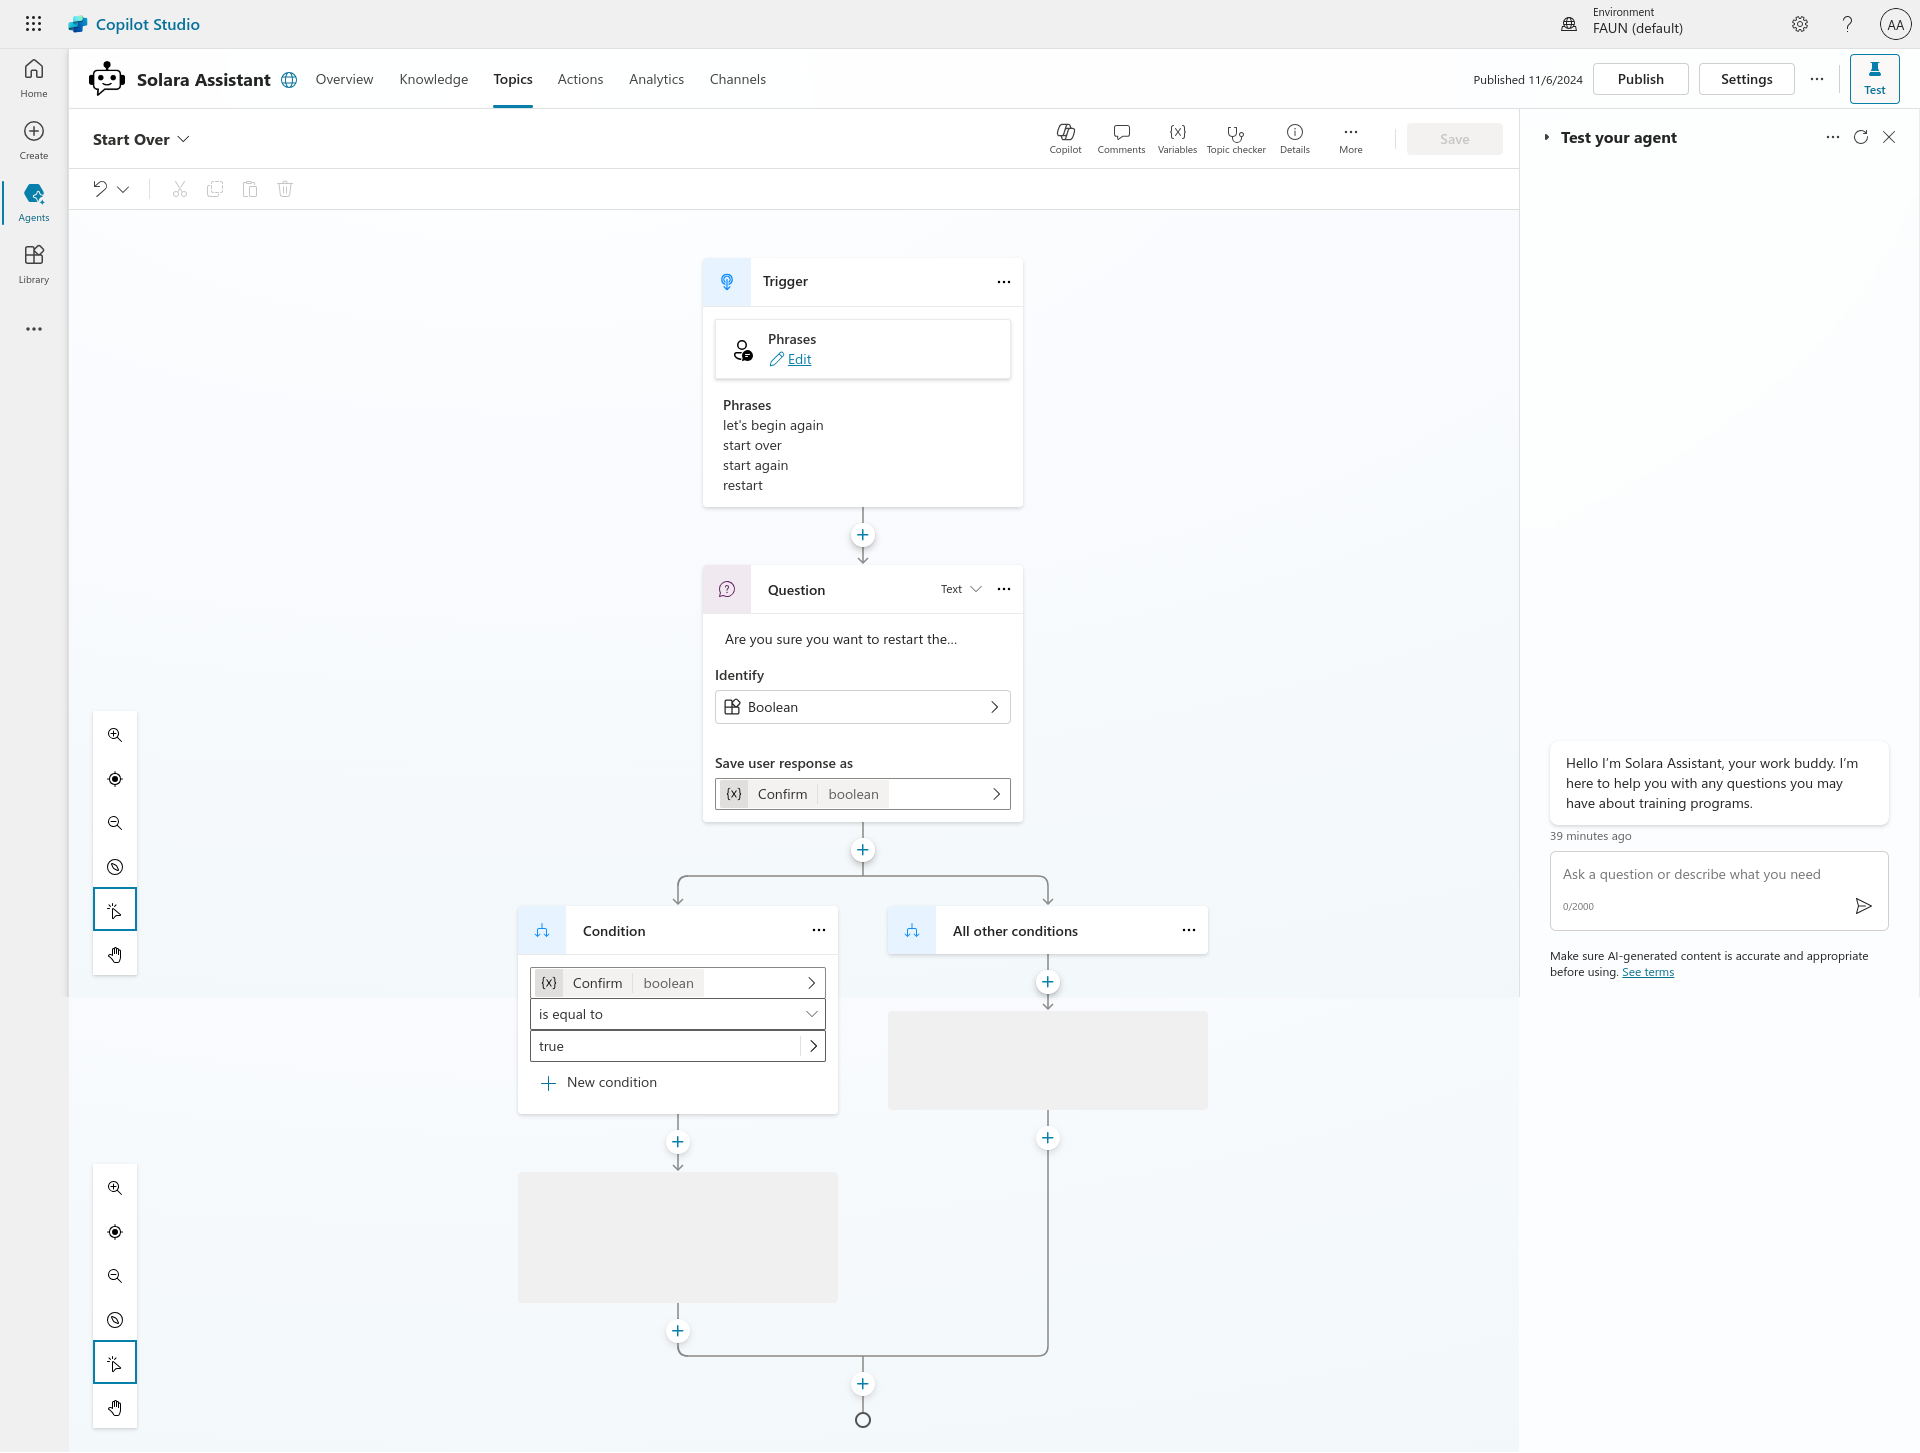 Copilot Studio
Environment
FAUN (default)
AA
Home
Create
Agents
Library
Solara Assistant
Overview
Knowledge
Topics
Actions
Analytics
Channels
Published 11/6/2024
Publish
Settings
Test
Start Over
Copilot
Comments
{x}
Variables
Topic checker
Details
More
Save
Test your agent
Trigger
Phrases
Edit
Phrases
let's begin again
start over
start again
restart
Question
Text
Are you sure you want to restart the...
Identify
Boolean
Save user response as
{x} Confirm boolean
Condition
{x} Confirm boolean
is equal to
true
New condition
All other conditions
Hello I'm Solara Assistant, your work buddy. I'm
here to help you with any questions you may
have about training programs.
39 minutes ago
Ask a question or describe what you need
0/2000
Make sure AI-generated content is accurate and appropriate
before using. See terms